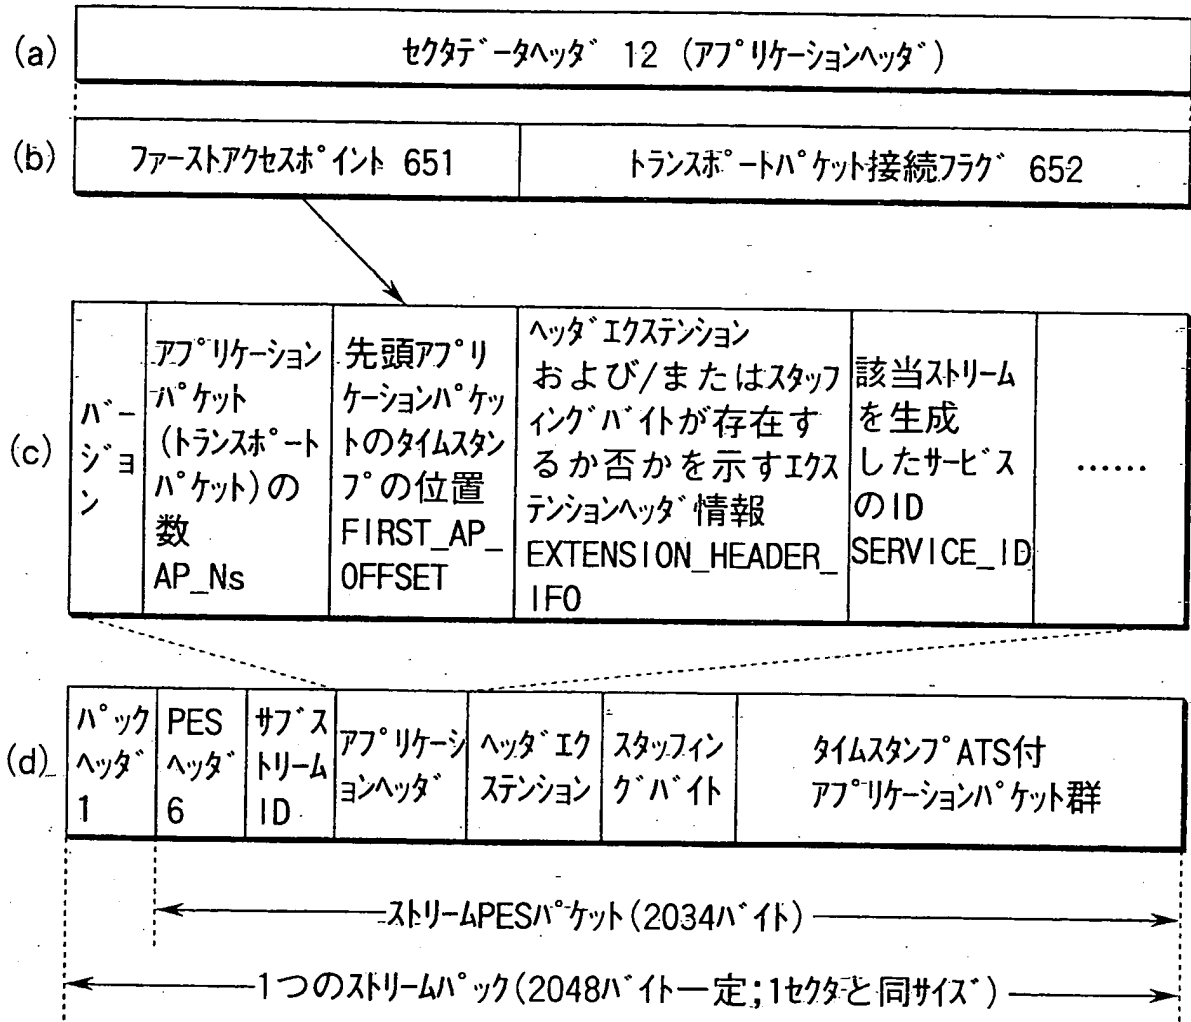 (a)
セクタデータヘッダ 12 (アプリケーションヘッダ)
(b)
ファーストアクセスポイント 651
トランスポートパケット接続フラグ 652
(c)
バー
ジョ
ン
アプリケーション
パケット
(トランスポート
パケット)の
数
AP_Ns
先頭アプリ
ケーションパケッ
トのタイムスタン
プの位置
FIRST_AP_
OFFSET
ヘッダエクステンション
および/またはスタッフ
ィングバイトが存在す
るか否かを示すエクス
テンションヘッダ情報
EXTENSION_HEADER_
IFO
該当ストリーム
を生成
したサービス
のID
SERVICE_ID
……
(d)
パック
ヘッダ
1
PES
ヘッダ
6
サブス
トリーム
ID
アプリケーシ
ョンヘッダ
ヘッダエク
ステンション
スタッフィン
グバイト
タイムスタンプATS付
アプリケーションパケット群
ストリームPESパケット(2034バイト)
1つのストリームパック(2048バイト一定;1セクタと同サイズ)